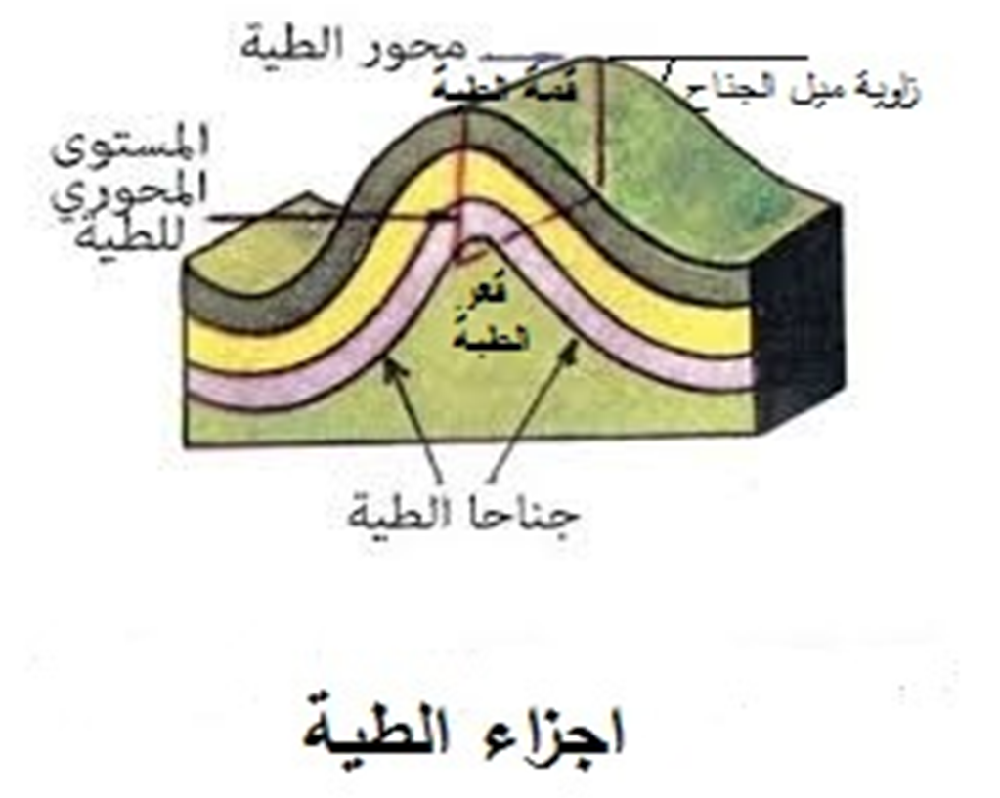 محور الطية
قمة الطية
زاوية ميل الجناح
المستوى
المحوري
للطية
قعر
الطية
جناحا الطية
اجزاء الطية